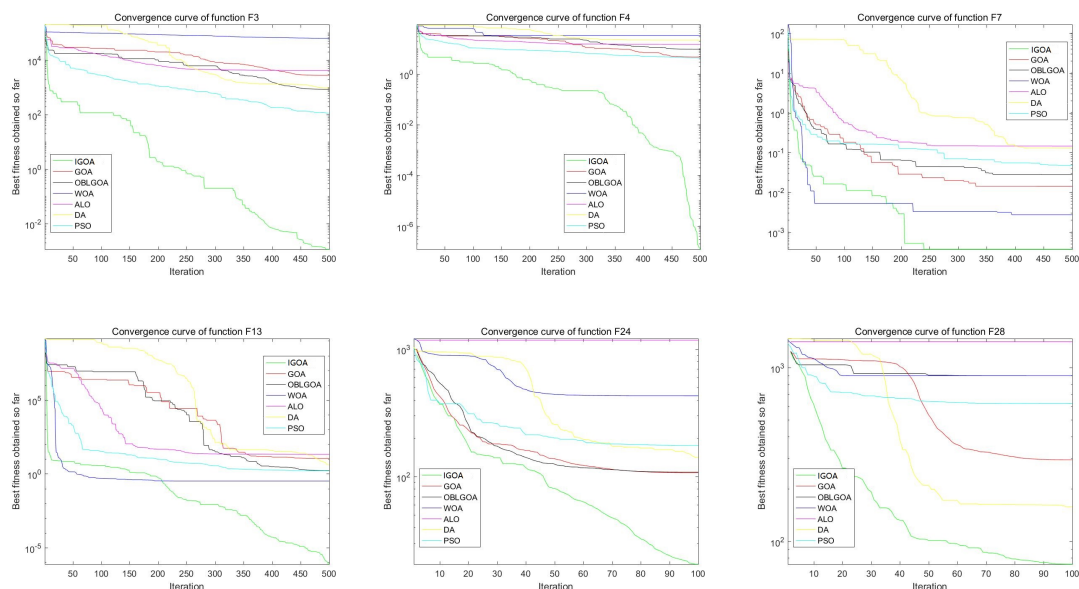 Convergence curve of function F3
Best fitness obtained so far
10^4
10^2
10^0
10^-2
IGOA
GOA
OBLGOA
WOA
ALO
DA
PSO
50 100 150 200 250 300 350 400 450 500
Iteration
Convergence curve of function F4
Best fitness obtained so far
10^0
10^-2
10^-4
10^-6
IGOA
GOA
OBLGOA
WOA
ALO
DA
PSO
50 100 150 200 250 300 350 400 450 500
Iteration
Convergence curve of function F7
Best fitness obtained so far
10^2
10^1
10^0
10^-1
10^-2
10^-3
IGOA
GOA
OBLGOA
WOA
ALO
DA
PSO
50 100 150 200 250 300 350 400 450 500
Iteration
Convergence curve of function F13
Best fitness obtained so far
10^5
10^0
10^-5
IGOA
GOA
OBLGOA
WOA
ALO
DA
PSO
50 100 150 200 250 300 350 400 450 500
Iteration
Convergence curve of function F24
Best fitness obtained so far
10^3
10^2
IGOA
GOA
OBLGOA
WOA
ALO
DA
PSO
10 20 30 40 50 60 70 80 90 100
Iteration
Convergence curve of function F28
Best fitness obtained so far
10^3
10^2
IGOA
GOA
OBLGOA
WOA
ALO
DA
PSO
10 20 30 40 50 60 70 80 90 100
Iteration